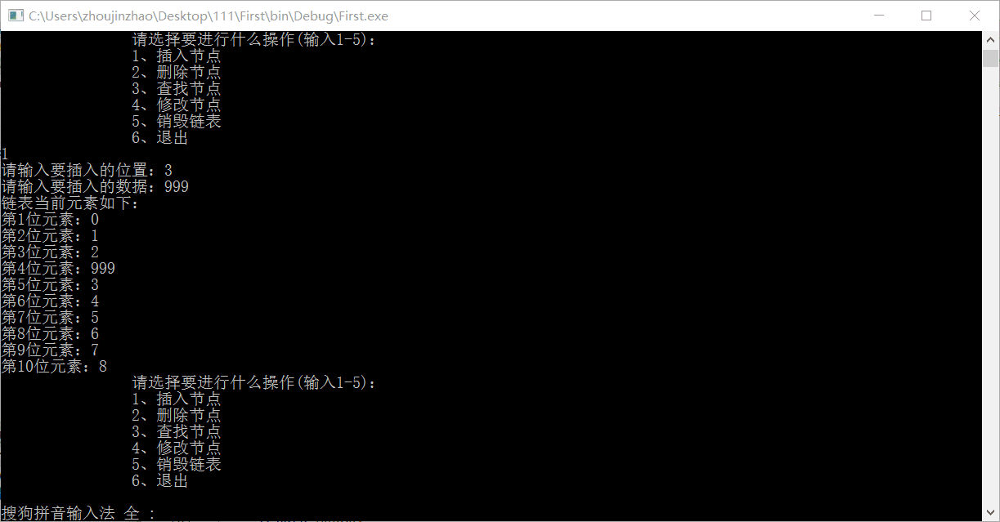 C:\Users\zhoujinzhao\Desktop\111\First\bin\Debug\First.exe
请选择要进行什么操作(输入1-5):
1、插入节点
2、删除节点
3、查找节点
4、修改节点
5、销毁链表
6、退出
1
请输入要插入的位置：3
请输入要插入的数据：999
链表当前元素如下：
第1位元素：0
第2位元素：1
第3位元素：2
第4位元素：999
第5位元素：3
第6位元素：4
第7位元素：5
第8位元素：6
第9位元素：7
第10位元素：8
请选择要进行什么操作(输入1-5):
1、插入节点
2、删除节点
3、查找节点
4、修改节点
5、销毁链表
6、退出
搜狗拼音输入法 全 :